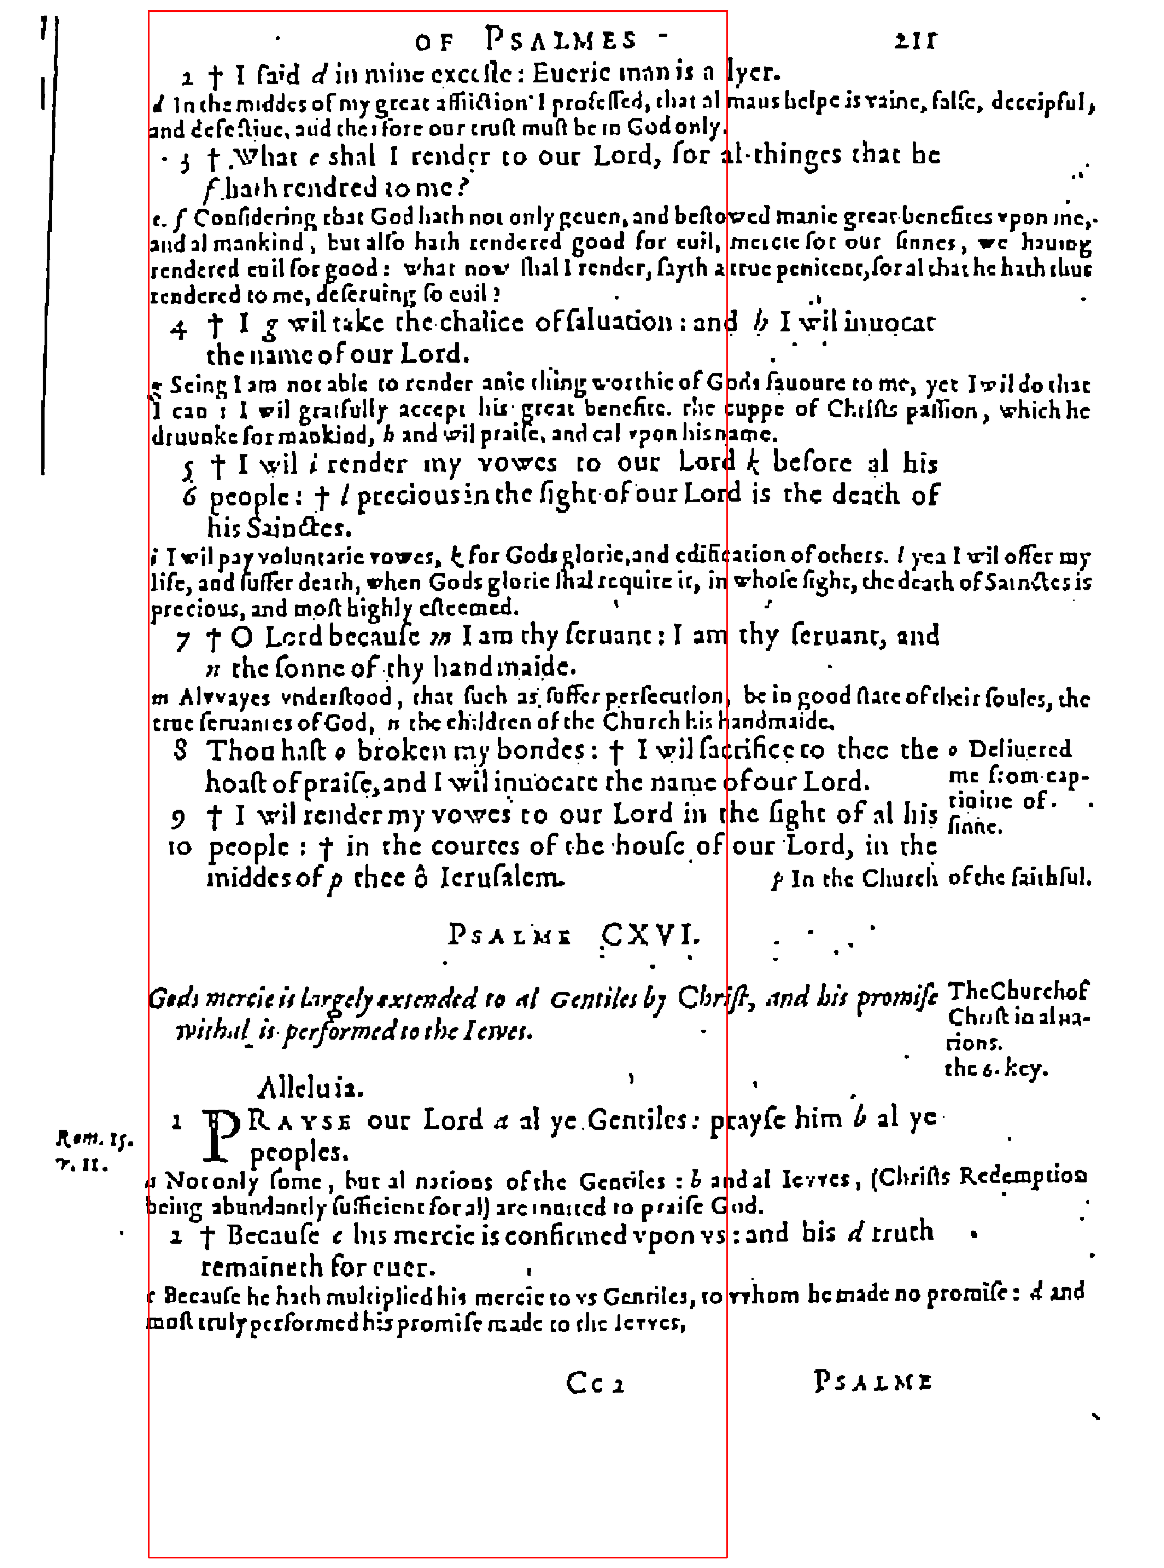 OF PSALMES 211
2 † I ſaid d in mine exceſſe: Euerie man is a lyer.
d In the middes of my great affliction I profeſſed, that al mans helpe is vaine, falſe, deceipful,
and defectiue, and therfore our truſt muſt be in God only.
3 † What e shal I render to our Lord, for al thinges that he
f hath rendred to me?
e. f Conſidering that God hath not only geuen, and beſtowed manie great benefites vpon me,
and al mankind, but alſo hath rendered good for euil, mercie for our ſinnes, we hauing
rendered euil for good: what now ſhal I render, ſayth a true penitent, for al that he hath thus
rendered to me, deſeruing ſo euil?
4 † I g wil take the chalice of ſaluation: and h I wil inuocat
the name of our Lord.
g Seing I am not able to render anie thing worthie of Gods fauoure to me, yet I wil do that
I can: I wil gratfully accept his great benefite. the cuppe of Chriſts paſſion, which he
druunke for mankind, h and wil praiſe, and cal vpon his name.
5 † I wil i render my vowes to our Lord k before al his
6 people: † l precious in the ſight of our Lord is the death of
his Sainctes.
i I wil pay voluntarie vowes, k for Gods glorie, and edification of others. l yea I wil offer my
life, and ſuffer death, when Gods glorie ſhal require it, in whoſe ſight, the death of Sainctes is
precious, and moſt highly eſteemed.
7 † O Lord becauſe m I am thy ſeruant: I am thy ſeruant, and
n the ſonne of thy handmaide.
m Alvvayes vnderſtood, that ſuch as ſuffer perſecution, be in good ſtate of their ſoules, the
true ſeruantes of God, n the children of the Church his handmaide.
8 Thou haſt o broken my bondes: † I wil ſacrifice to thee the
hoaſt of praiſe, and I wil inuocate the name of our Lord.
o Deliuered
me from cap-
tiuitie of
ſinne.
9 † I wil render my vowes to our Lord in the ſight of al his
10 people: † in the courtes of the houſe of our Lord, in the
middes of p thee ô Ieruſalem.
p In the Church of the faithful.
PSALME CXVI.
Gods mercie is largely extended to al Gentiles by Chriſt, and his promiſe
withal is performed to the Iewes.
The Church of
Chriſt in al na-
tions.
the 6. key.
Alleluia.
1 PRAYSE our Lord a al ye Gentiles: prayſe him b al ye
peoples.
Rom. 15.
v. 11.
a Not only ſome, but al nations of the Gentiles: b and al Ievves, (Chriſts Redemption
being abundantly ſufficient for al) are inuited to praiſe God.
2 † Becauſe c his mercie is confirmed vpon vs: and his d truth
remaineth for euer.
c Becauſe he hath multiplied his mercie to vs Gentiles, to vvhom he made no promiſe: d and
moſt truly performed his promiſe made to the Ievves,
Cc 2 PSALME